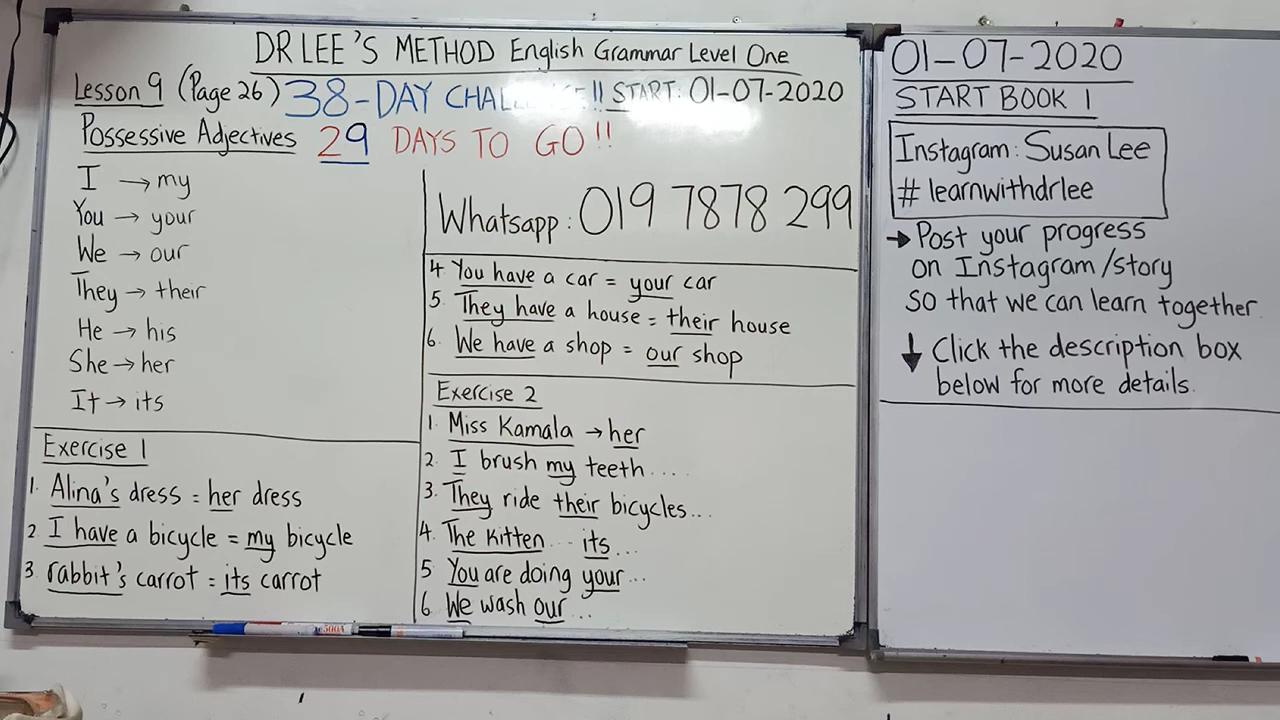 DR LEE'S METHOD English Grammar Level One
Lesson 9 (Page 26) 38-DAY !! START: 01-07-2020
Possessive Adjectives 29 DAYS TO GO!!
I → my
You → your
We → our
They → their
He → his
She → her
It → its
Exercise 1
1. Alina's dress = her dress
2 I have a bicycle = my bicycle
3 rabbit's carrot = its carrot
Whatsapp: 019 7878 299
4 You have a car = your car
5. They have a house = their house
6. We have a shop = our shop
Exercise 2
1. Miss Kamala → her
2. I brush my teeth ....
3. They ride their bicycles...
4. The kitten ... its...
5 You are doing your...
6 We wash our ...
01-07-2020
START BOOK 1
Instagram: Susan Lee
# learnwithdrlee
→ Post your progress
on Instagram/story
so that we can learn together
↓ Click the description box
below for more details.